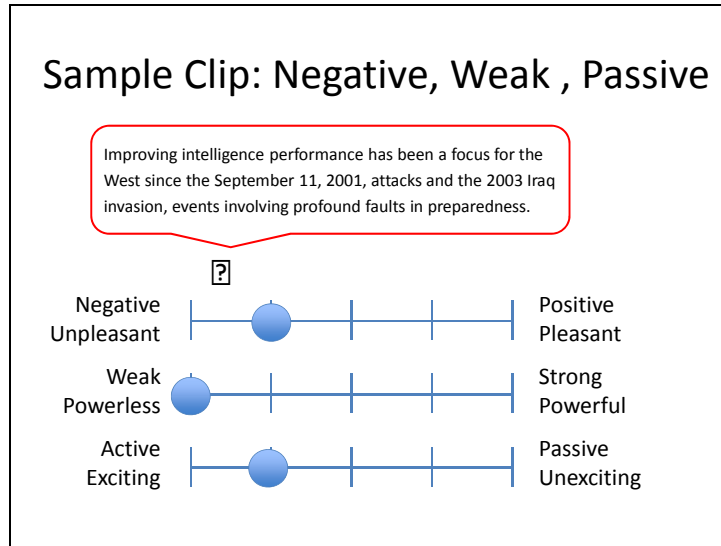 Sample Clip: Negative, Weak , Passive
Improving intelligence performance has been a focus for the
West since the September 11, 2001, attacks and the 2003 Iraq
invasion, events involving profound faults in preparedness.
?
Negative
Unpleasant
Positive
Pleasant
Weak
Powerless
Strong
Powerful
Active
Exciting
Passive
Unexciting